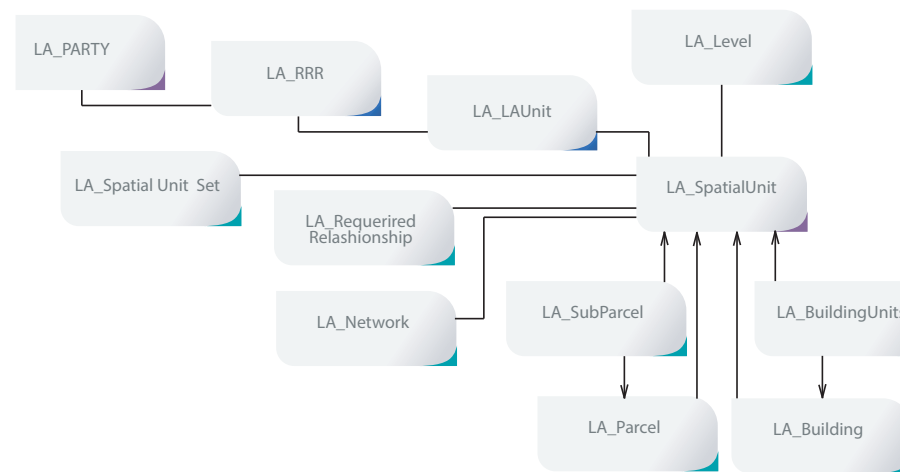 LA_PARTY
LA_Level
LA_RRR
LA_LAUnit
LA_Spatial Unit Set
LA_SpatialUnit
LA_Requerired
Relashionship
LA_Network
LA_SubParcel
LA_BuildingUnits
LA_Parcel
LA_Building